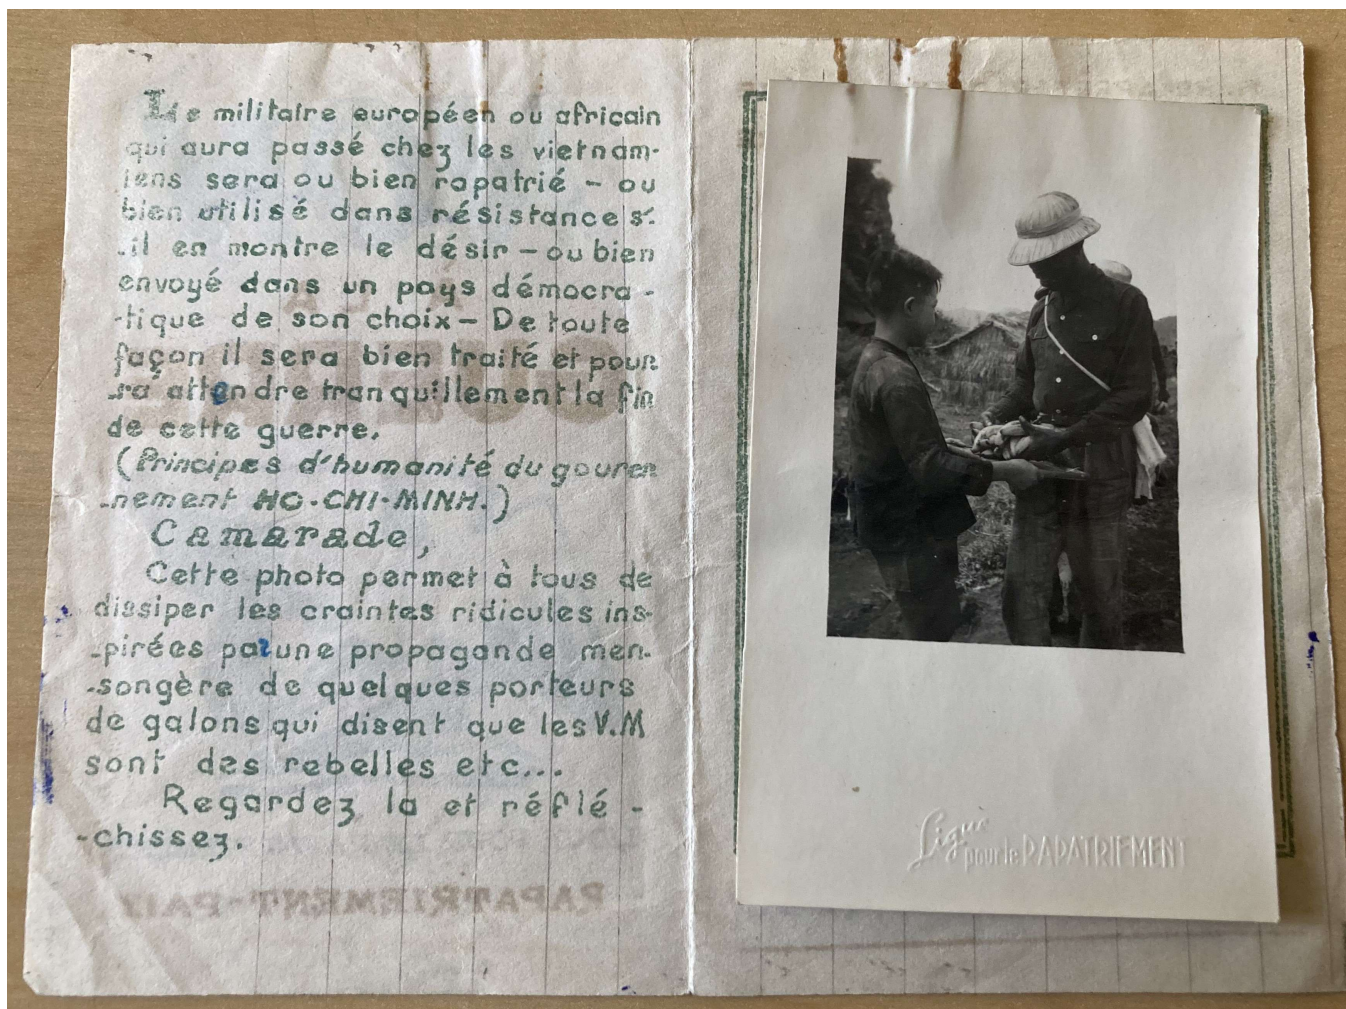 Le militaire européen ou africain
qui aura passé chez les vietnam-
iens sera ou bien rapatrié - ou
bien utilisé dans résistance s'
-il en montre le désir - ou bien
envoyé dans un pays démocra -
-tique de son choix - De toute
façon il sera bien traité et pour
-ra attendre tranquillement la fin
de cette guerre.
(Principes d'humanité du gouver
-nement HO-CHI-MINH.)
Camarade,
Cette photo permet à tous de
dissiper les craintes ridicules ins-
-pirées par une propagande men-
-songère de quelques porteurs
de galons qui disent que les V.M
sont des rebelles etc...
Regardez la et réflé -
-chissez.
RAPATRIEMENT - PAIX
Ligue
pour le RAPATRIEMENT